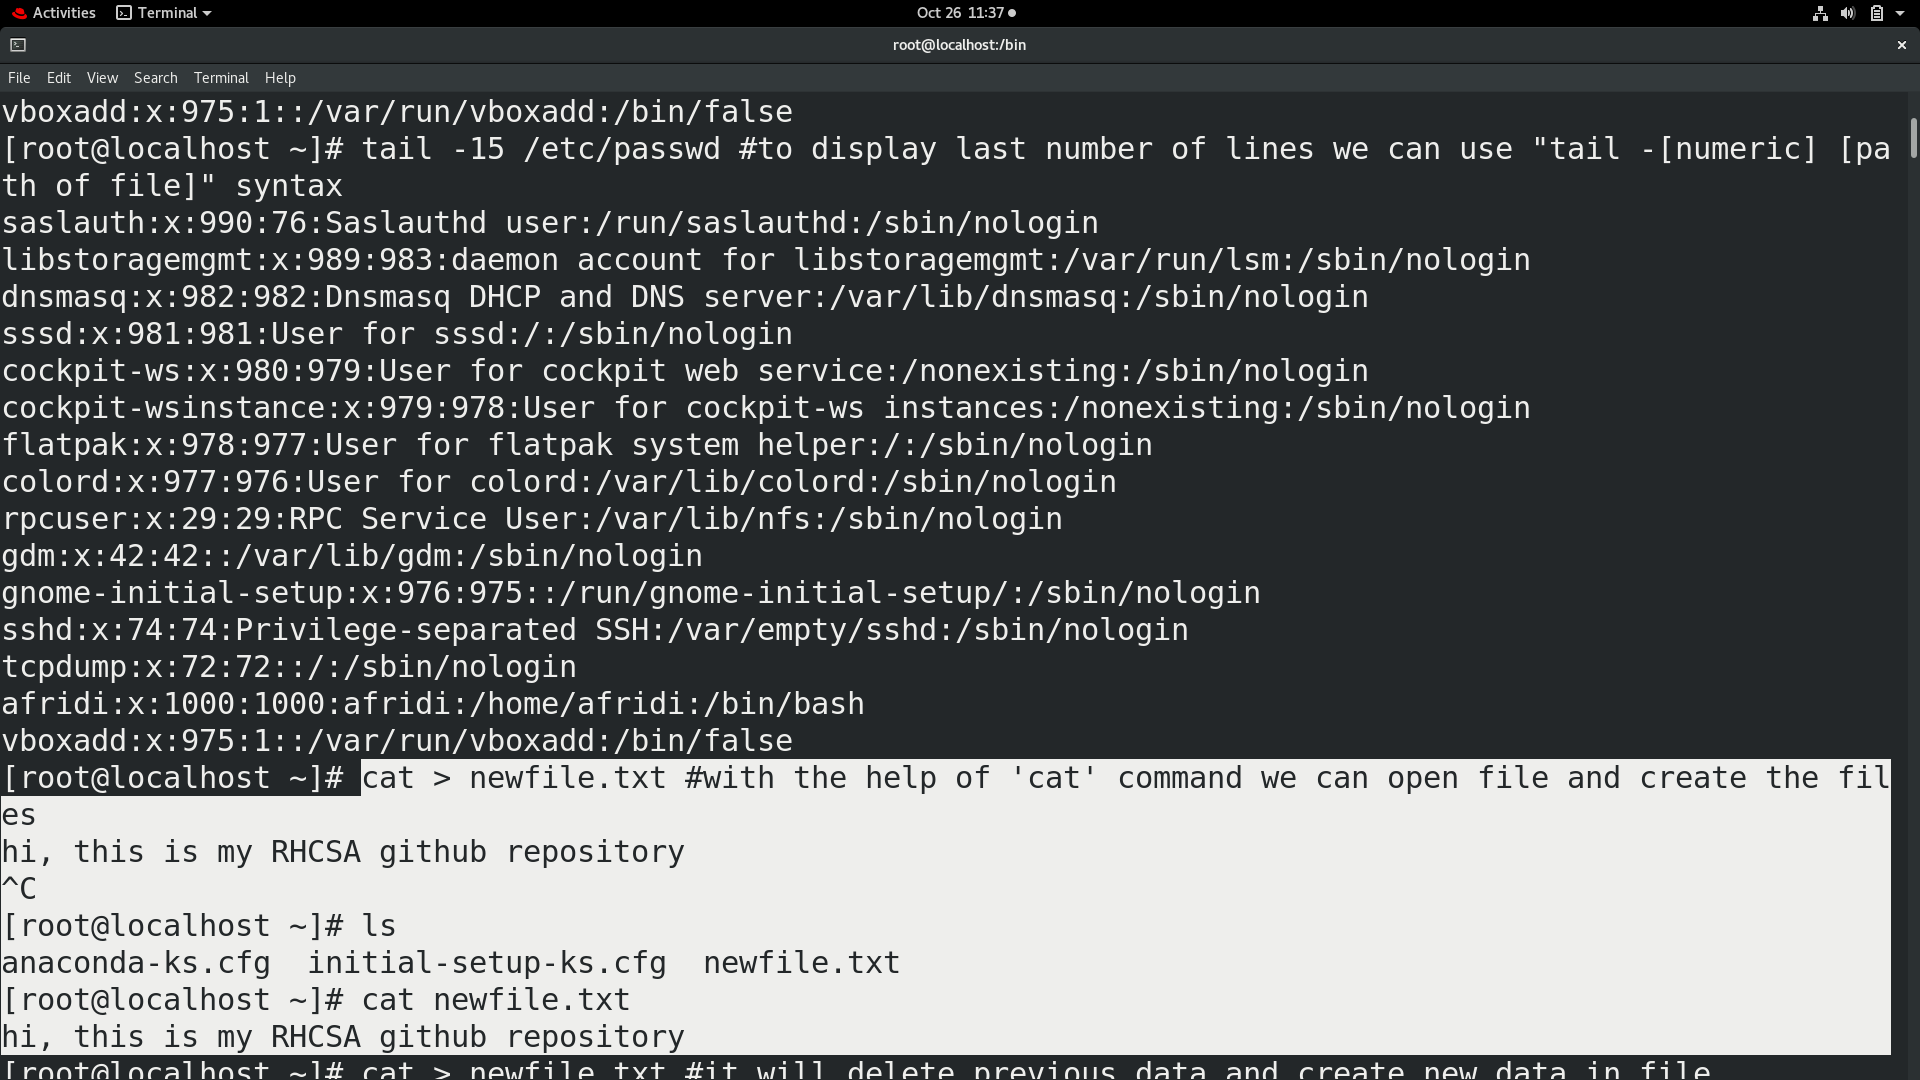 Activities Terminal Oct 26 11:37
root@localhost:/bin
File Edit View Search Terminal Help
vboxadd:x:975:1::/var/run/vboxadd:/bin/false
[root@localhost ~]# tail -15 /etc/passwd #to display last number of lines we can use "tail -[numeric] [pa
th of file]" syntax
saslauth:x:990:76:Saslauthd user:/run/saslauthd:/sbin/nologin
libstoragemgmt:x:989:983:daemon account for libstoragemgmt:/var/run/lsm:/sbin/nologin
dnsmasq:x:982:982:Dnsmasq DHCP and DNS server:/var/lib/dnsmasq:/sbin/nologin
sssd:x:981:981:User for sssd:/:/sbin/nologin
cockpit-ws:x:980:979:User for cockpit web service:/nonexisting:/sbin/nologin
cockpit-wsinstance:x:979:978:User for cockpit-ws instances:/nonexisting:/sbin/nologin
flatpak:x:978:977:User for flatpak system helper:/:/sbin/nologin
colord:x:977:976:User for colord:/var/lib/colord:/sbin/nologin
rpcuser:x:29:29:RPC Service User:/var/lib/nfs:/sbin/nologin
gdm:x:42:42::/var/lib/gdm:/sbin/nologin
gnome-initial-setup:x:976:975::/run/gnome-initial-setup/:/sbin/nologin
sshd:x:74:74:Privilege-separated SSH:/var/empty/sshd:/sbin/nologin
tcpdump:x:72:72::/:/sbin/nologin
afridi:x:1000:1000:afridi:/home/afridi:/bin/bash
vboxadd:x:975:1::/var/run/vboxadd:/bin/false
[root@localhost ~]# cat > newfile.txt #with the help of 'cat' command we can open file and create the fil
es
hi, this is my RHCSA github repository
^C
[root@localhost ~]# ls
anaconda-ks.cfg  initial-setup-ks.cfg  newfile.txt
[root@localhost ~]# cat newfile.txt
hi, this is my RHCSA github repository
[root@localhost ~]# cat > newfile.txt #it will delete previous data and create new data in file